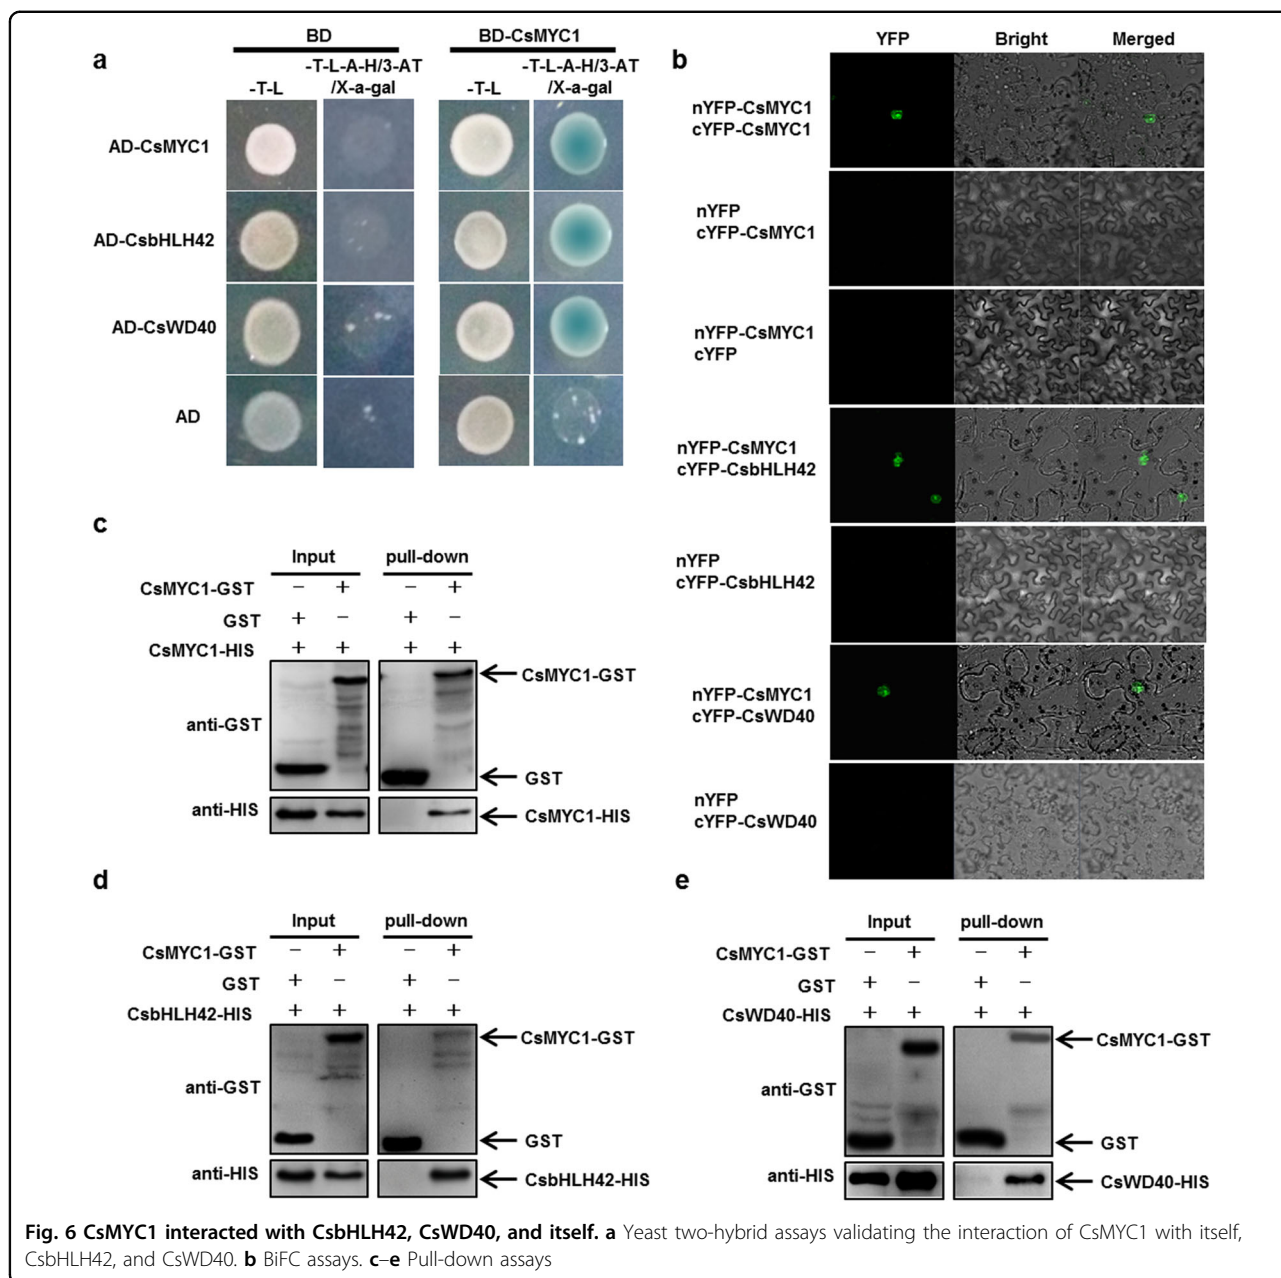 a
BD
BD-CsMYC1
-T-L
-T-L-A-H/3-AT
/X-a-gal
-T-L
-T-L-A-H/3-AT
/X-a-gal
AD-CsMYC1
AD-CsbHLH42
AD-CsWD40
AD
b
YFP
Bright
Merged
nYFP-CsMYC1
cYFP-CsMYC1
nYFP
cYFP-CsMYC1
nYFP-CsMYC1
cYFP
nYFP-CsMYC1
cYFP-CsbHLH42
nYFP
cYFP-CsbHLH42
nYFP-CsMYC1
cYFP-CsWD40
nYFP
cYFP-CsWD40
c
Input
pull-down
CsMYC1-GST − + − +
GST + − + −
CsMYC1-HIS + + + +
anti-GST
CsMYC1-GST
GST
anti-HIS
CsMYC1-HIS
d
Input
pull-down
CsMYC1-GST − + − +
GST + − + −
CsbHLH42-HIS + + + +
anti-GST
CsMYC1-GST
GST
anti-HIS
CsbHLH42-HIS
e
Input
pull-down
CsMYC1-GST − + − +
GST + − + −
CsWD40-HIS + + + +
anti-GST
CsMYC1-GST
GST
anti-HIS
CsWD40-HIS
Fig. 6 CsMYC1 interacted with CsbHLH42, CsWD40, and itself. a Yeast two-hybrid assays validating the interaction of CsMYC1 with itself,
CsbHLH42, and CsWD40. b BiFC assays. c–e Pull-down assays